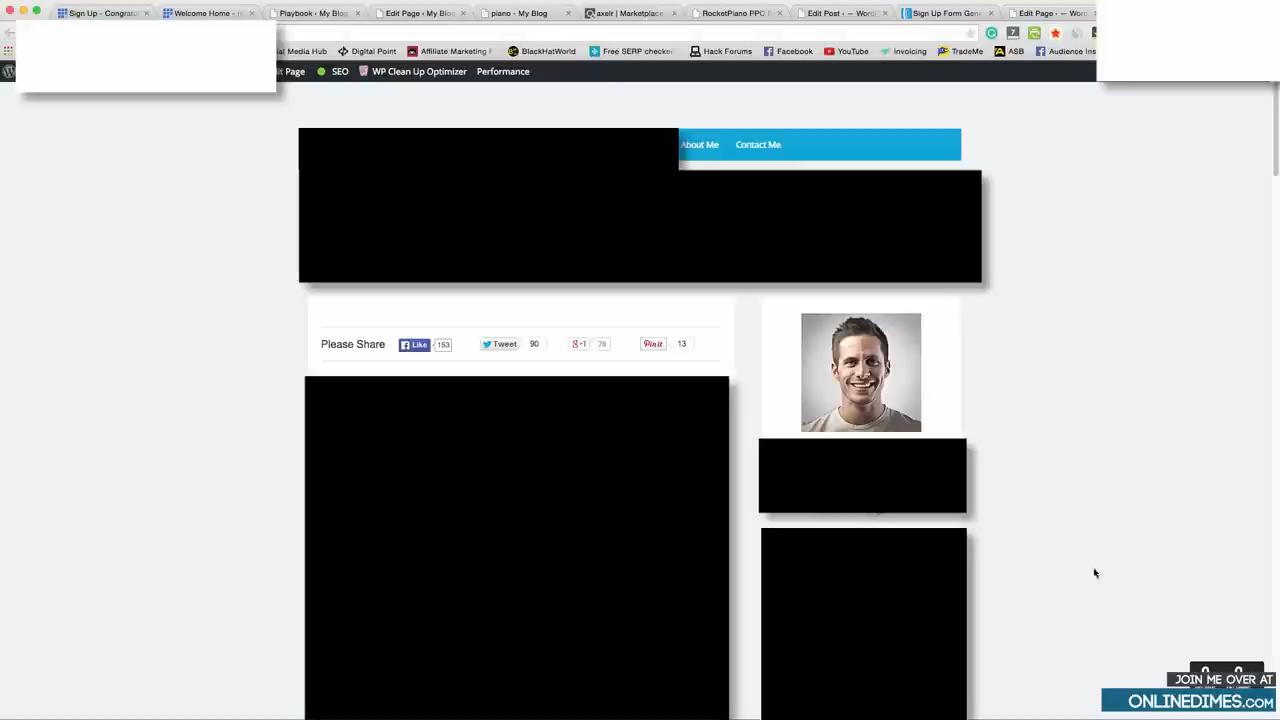 Sign Up - Congrat
Welcome Home -
Playbook ‹ My Blog
Edit Page ‹ My Blog
piano - My Blog
axelr | Marketplace
RocketPiano PPC
Edit Post ‹ — Word
Sign Up Form Gene
Edit Page - — Word
ial Media Hub
Digital Point
Affiliate Marketing
BlackHatWorld
Free SERP checke
Hack Forums
Facebook
YouTube
Invoicing
TradeMe
ASB
Audience Ins
it Page
SEO
WP Clean Up Optimizer
Performance
About Me
Contact Me
Please Share
Like
153
Tweet
90
g+1
78
Pin it
13
JOIN ME OVER AT
ONLINEDIMES.COM